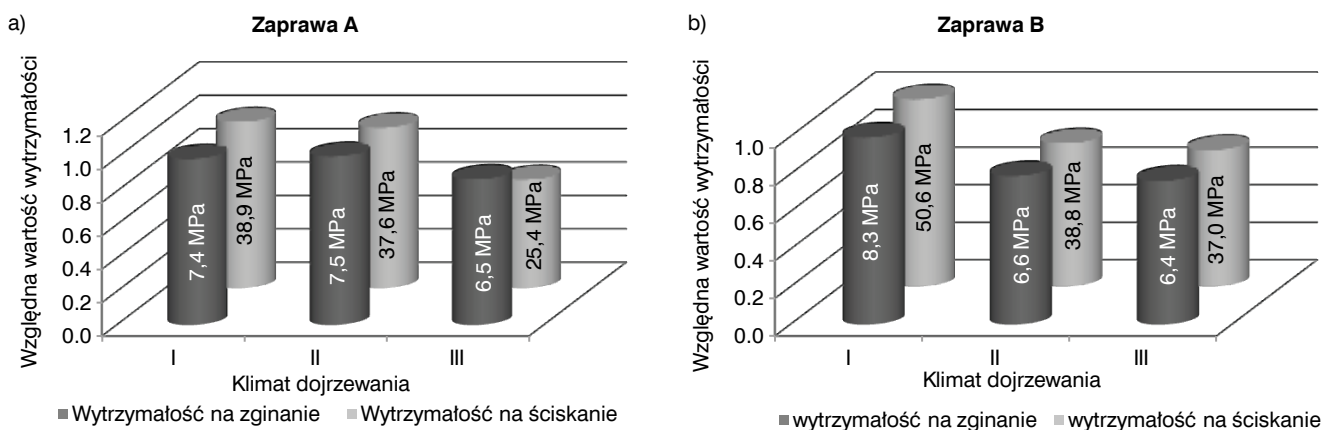 a)
Zaprawa A
Względna wartość wytrzymałości
1.2
1.0
0.8
0.6
0.4
0.2
0.0
7,4 MPa
38,9 MPa
7,5 MPa
37,6 MPa
6,5 MPa
25,4 MPa
I II III
Klimat dojrzewania
Wytrzymałość na zginanie Wytrzymałość na ściskanie
b)
Zaprawa B
Względna wartość wytrzymałości
1.0
0.8
0.6
0.4
0.2
0.0
8,3 MPa
50,6 MPa
6,6 MPa
38,8 MPa
6,4 MPa
37,0 MPa
I II III
Klimat dojrzewania
wytrzymałość na zginanie wytrzymałość na ściskanie